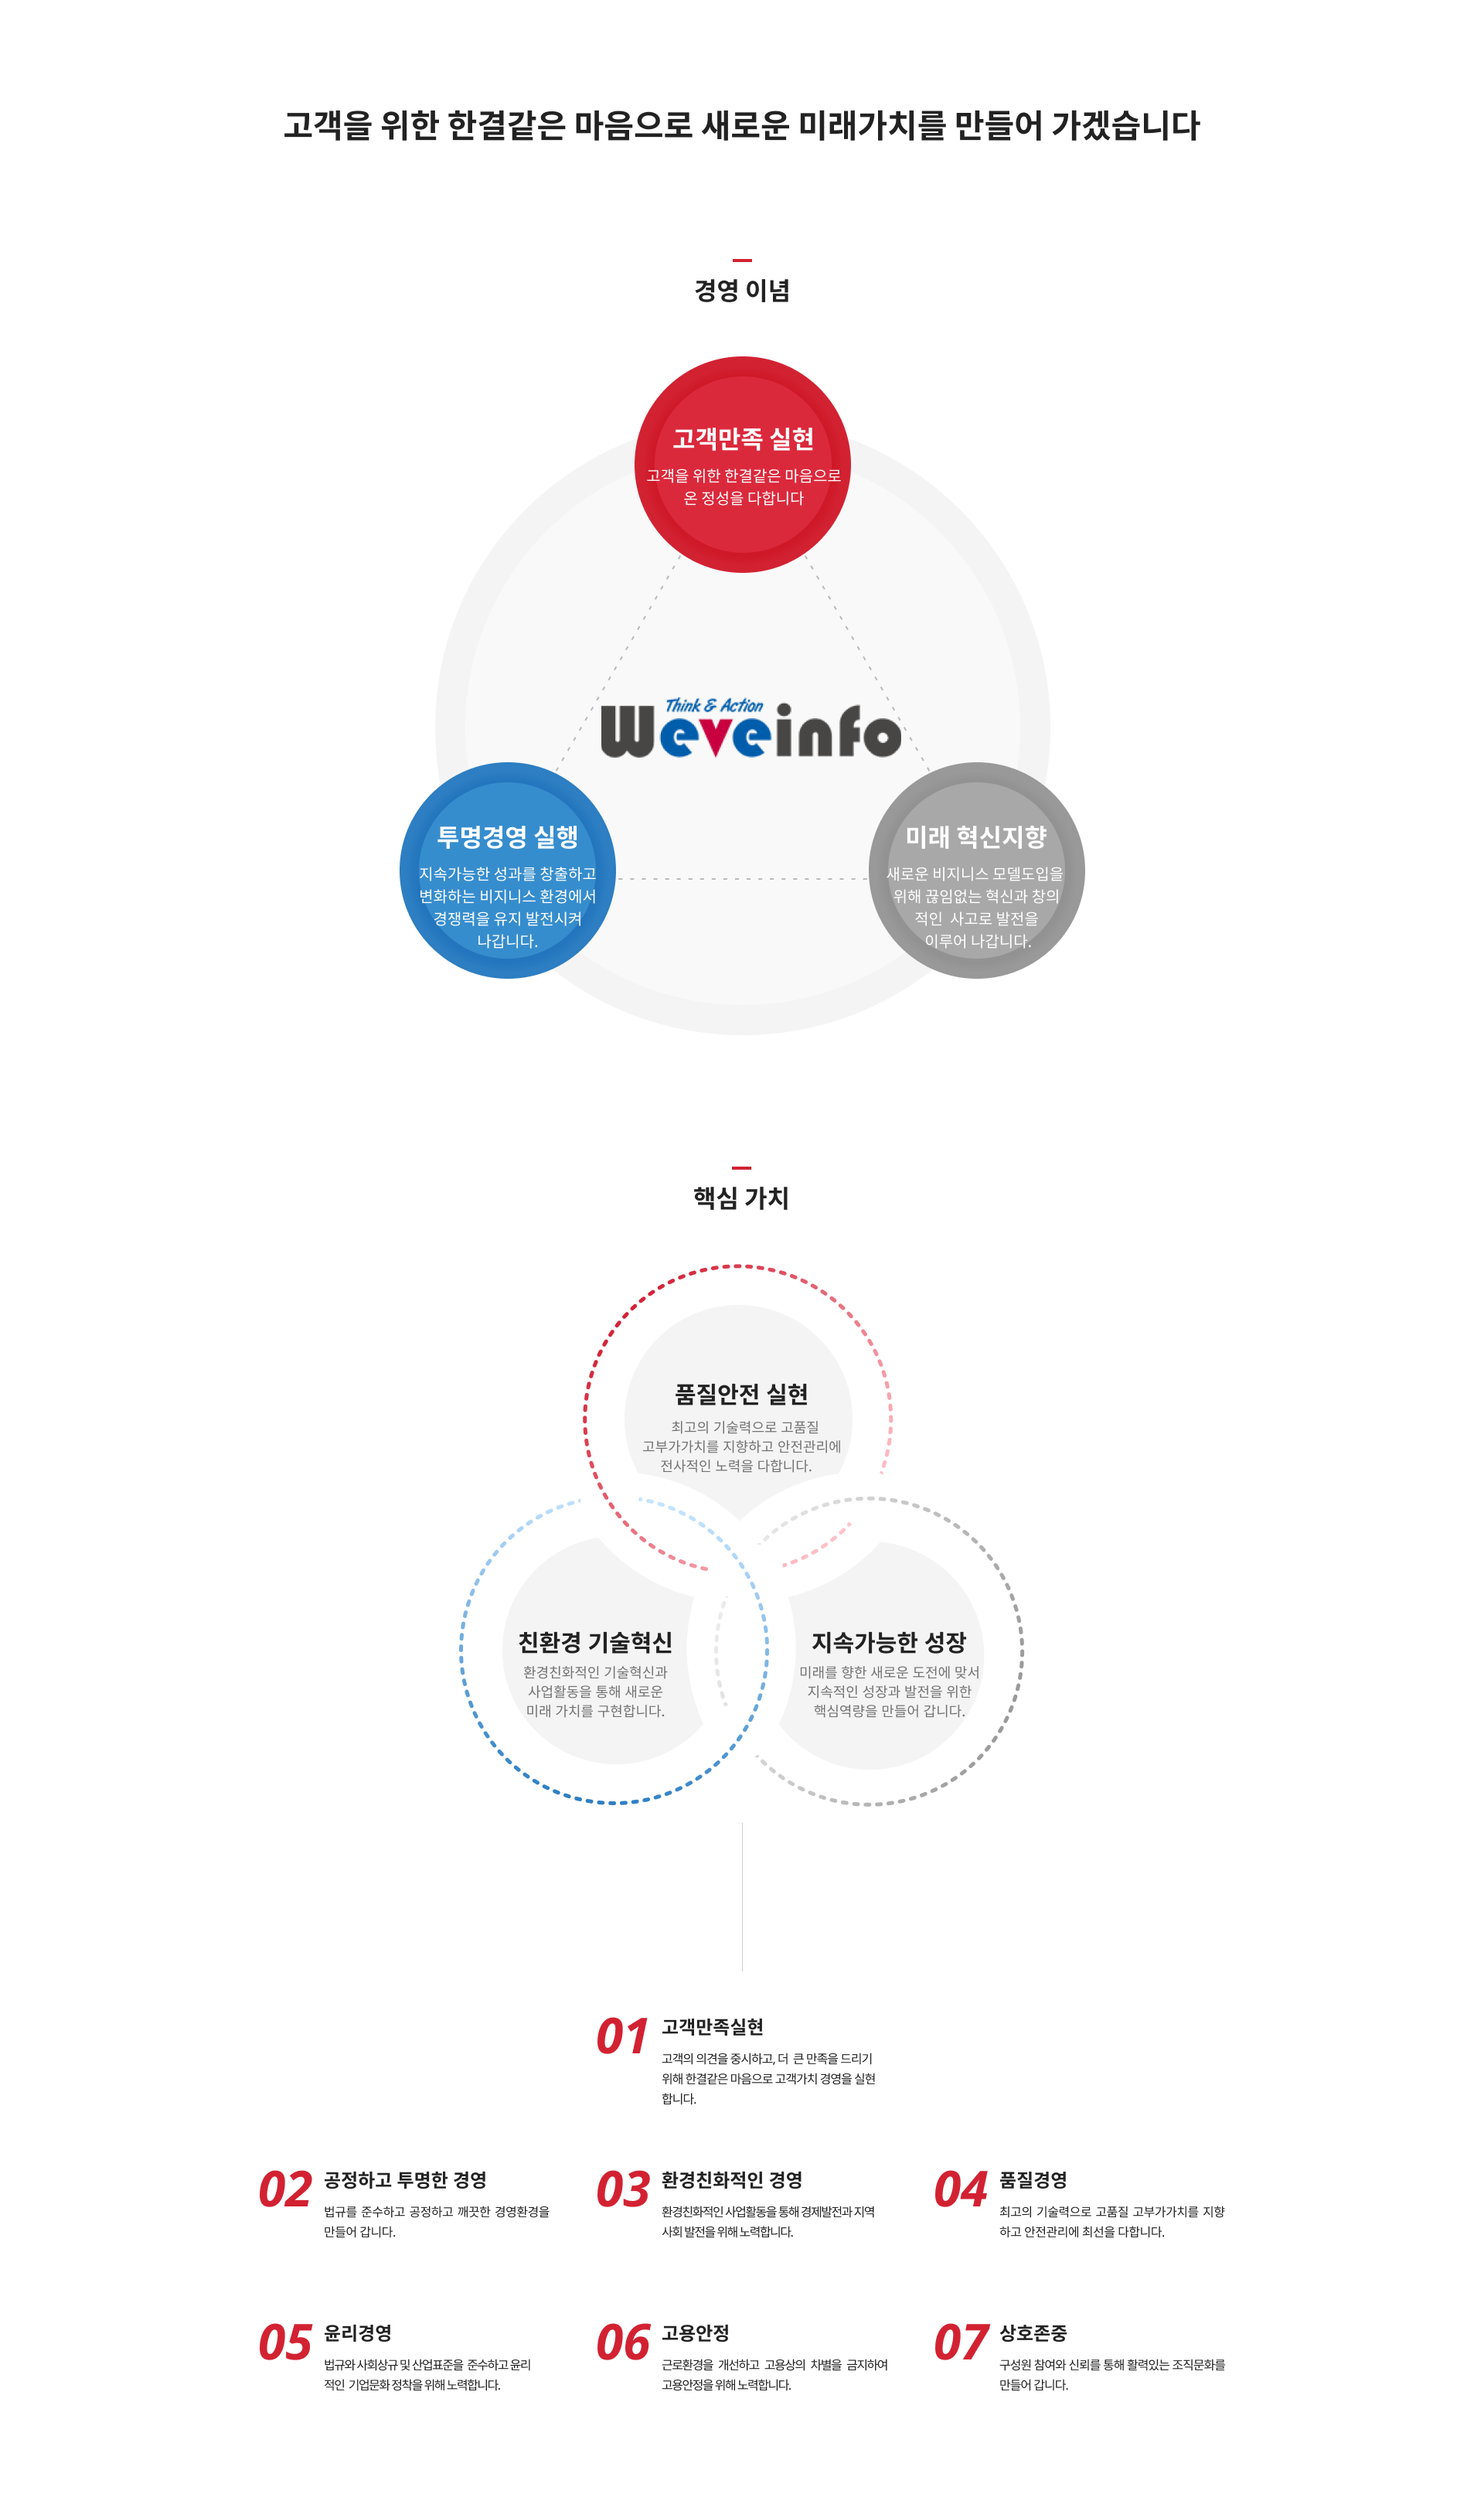 고객을 위한 한결같은 마음으로 새로운 미래가치를 만들어 가겠습니다
경영 이념
고객만족 실현
고객을 위한 한결같은 마음으로
온 정성을 다합니다
Think & Action
Weveinfo
투명경영 실행
지속가능한 성과를 창출하고
변화하는 비지니스 환경에서
경쟁력을 유지 발전시켜
나갑니다.
미래 혁신지향
새로운 비지니스 모델도입을
위해 끊임없는 혁신과 창의
적인 사고로 발전을
이루어 나갑니다.
핵심 가치
품질안전 실현
최고의 기술력으로 고품질
고부가가치를 지향하고 안전관리에
전사적인 노력을 다합니다.
친환경 기술혁신
환경친화적인 기술혁신과
사업활동을 통해 새로운
미래 가치를 구현합니다.
지속가능한 성장
미래를 향한 새로운 도전에 맞서
지속적인 성장과 발전을 위한
핵심역량을 만들어 갑니다.
01 고객만족실현
고객의 의견을 중시하고, 더 큰 만족을 드리기
위해 한결같은 마음으로 고객가치 경영을 실현
합니다.
02 공정하고 투명한 경영
법규를 준수하고 공정하고 깨끗한 경영환경을
만들어 갑니다.
03 환경친화적인 경영
환경친화적인 사업활동을 통해 경제발전과 지역
사회 발전을 위해 노력합니다.
04 품질경영
최고의 기술력으로 고품질 고부가가치를 지향
하고 안전관리에 최선을 다합니다.
05 윤리경영
법규와 사회상규 및 산업표준을 준수하고 윤리
적인 기업문화 정착을 위해 노력합니다.
06 고용안정
근로환경을 개선하고 고용상의 차별을 금지하여
고용안정을 위해 노력합니다.
07 상호존중
구성원 참여와 신뢰를 통해 활력있는 조직문화를
만들어 갑니다.